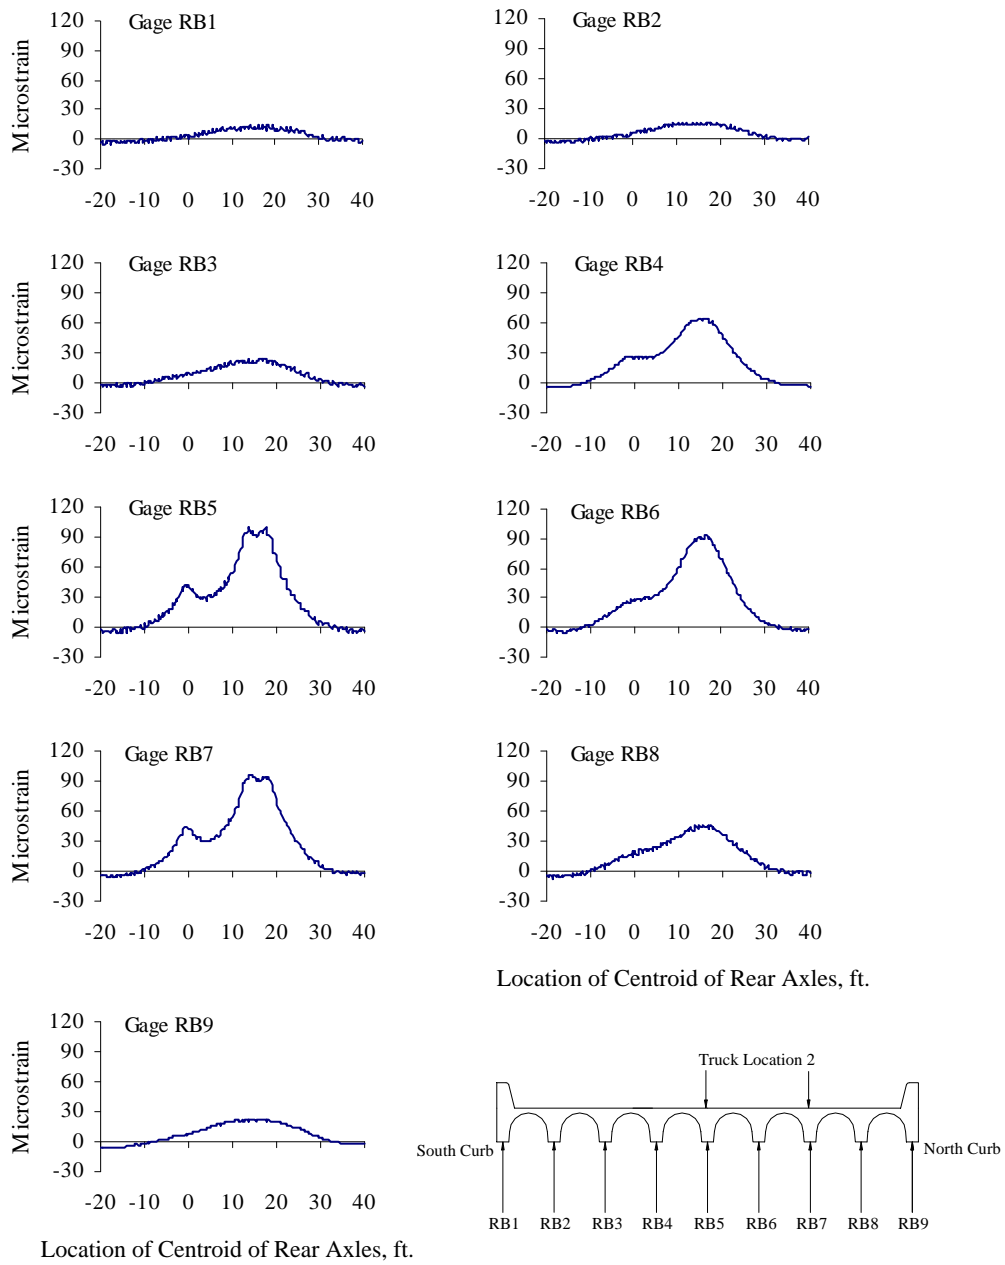 Gage RB1
Microstrain
120
90
60
30
0
-30
-20 -10 0 10 20 30 40
Gage RB2
120
90
60
30
0
-30
-20 -10 0 10 20 30 40
Gage RB3
Microstrain
120
90
60
30
0
-30
-20 -10 0 10 20 30 40
Gage RB4
120
90
60
30
0
-30
-20 -10 0 10 20 30 40
Gage RB5
Microstrain
120
90
60
30
0
-30
-20 -10 0 10 20 30 40
Gage RB6
120
90
60
30
0
-30
-20 -10 0 10 20 30 40
Gage RB7
Microstrain
120
90
60
30
0
-30
-20 -10 0 10 20 30 40
Gage RB8
120
90
60
30
0
-30
-20 -10 0 10 20 30 40
Location of Centroid of Rear Axles, ft.
Gage RB9
Microstrain
120
90
60
30
0
-30
-20 -10 0 10 20 30 40
Location of Centroid of Rear Axles, ft.
Truck Location 2
South Curb
North Curb
RB1 RB2 RB3 RB4 RB5 RB6 RB7 RB8 RB9